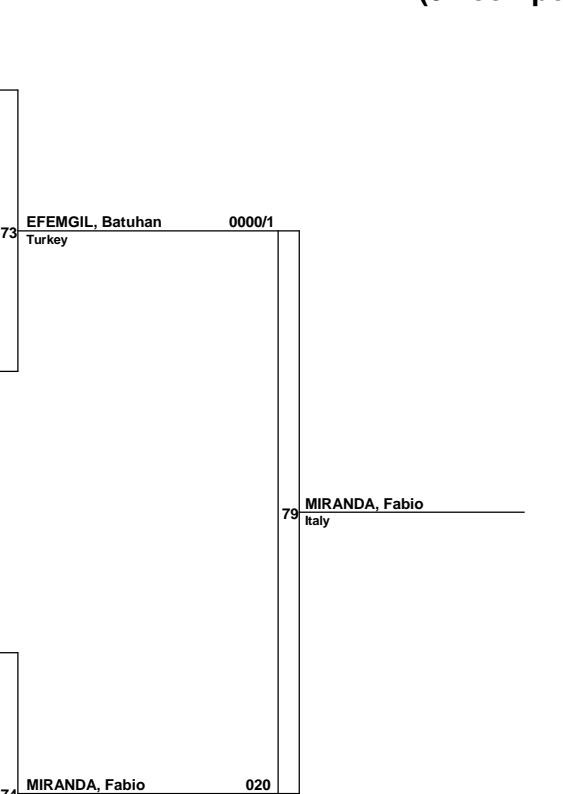 EFEMGIL, Batuhan 0000/1
73
Turkey
MIRANDA, Fabio
79
Italy
MIRANDA, Fabio 020